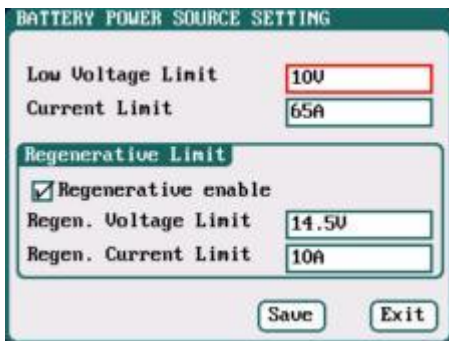 BATTERY POWER SOURCE SETTING
Low Voltage Limit 10V
Current Limit 65A
Regenerative Limit
Regenerative enable
Regen. Voltage Limit 14.5V
Regen. Current Limit 10A
Save Exit